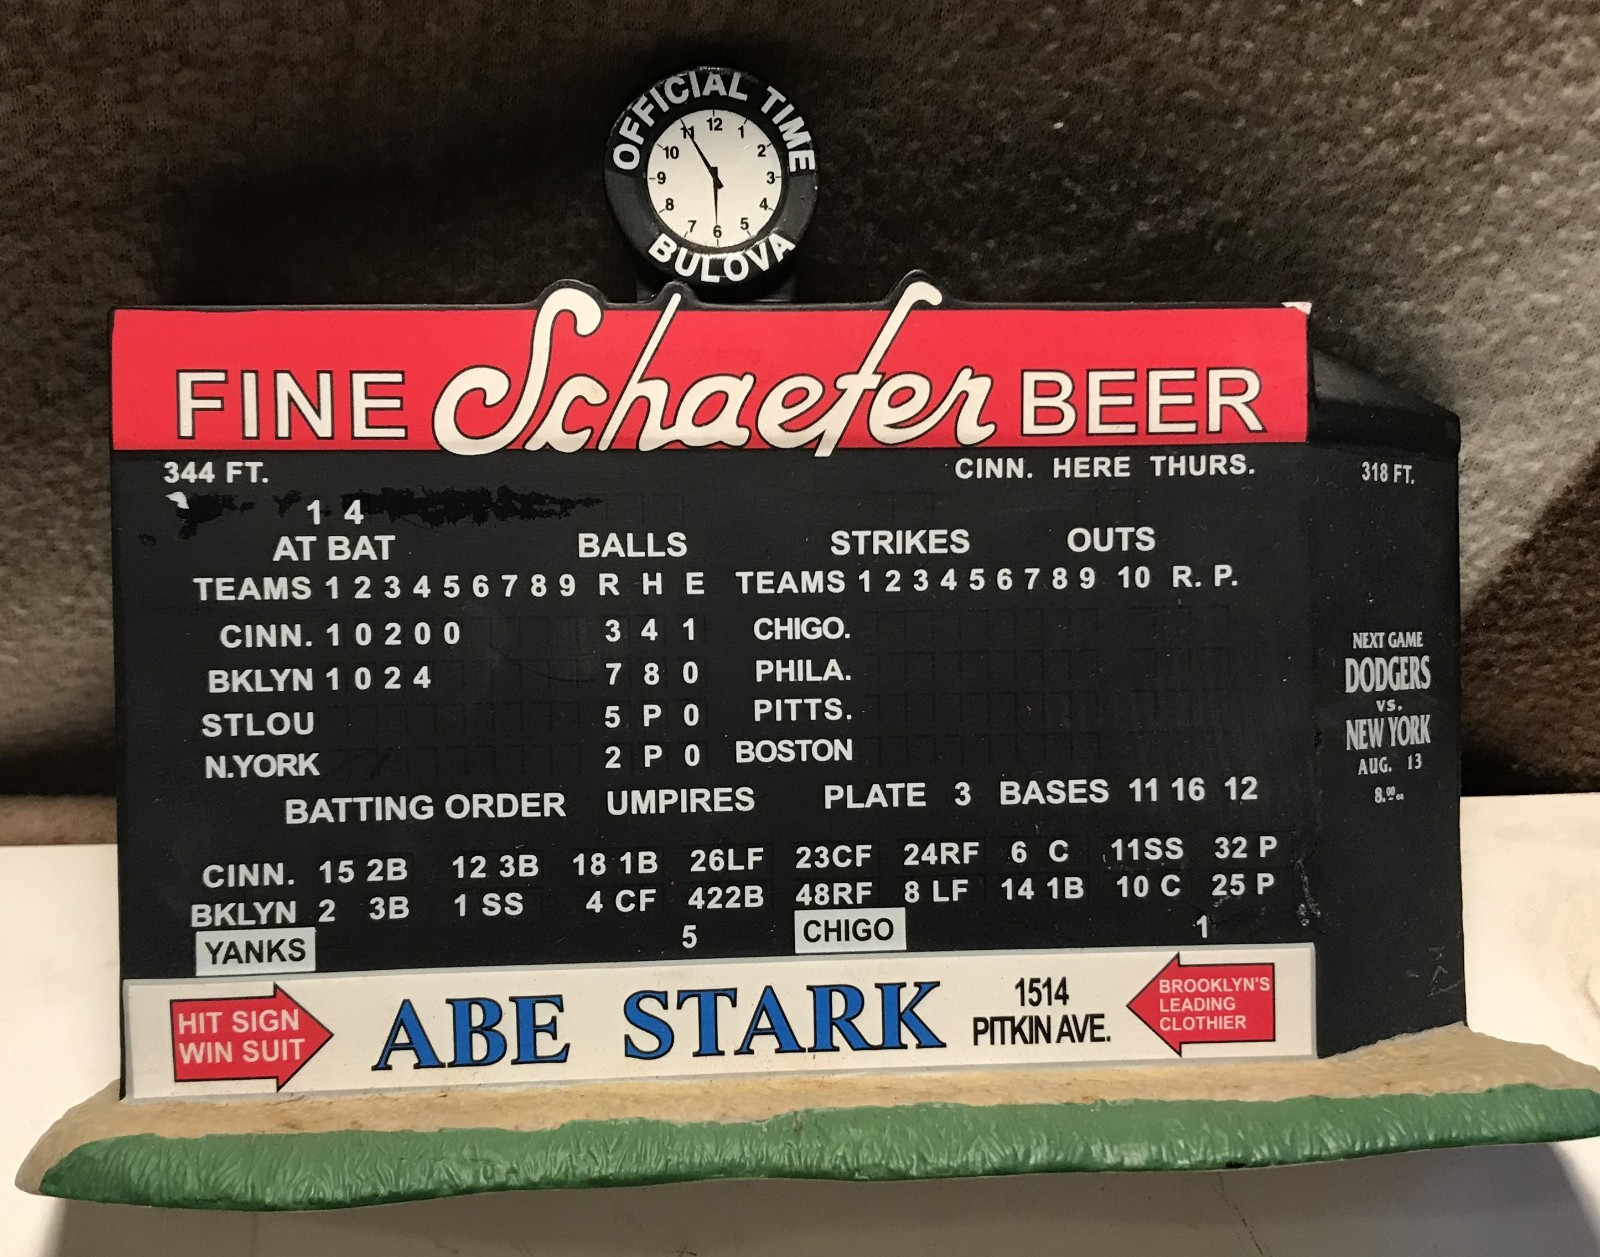 OFFICIAL TIME
12
11 1
10 2
9 3
8 4
7 5
6
BULOVA
FINE Schaefer BEER
344 FT. CINN. HERE THURS. 318 FT.
1 4
AT BAT BALLS STRIKES OUTS
TEAMS 1 2 3 4 5 6 7 8 9 R H E TEAMS 1 2 3 4 5 6 7 8 9 10 R. P.
CINN. 1 0 2 0 0 3 4 1 CHIGO.
BKLYN 1 0 2 4 7 8 0 PHILA.
STLOU 5 P 0 PITTS.
N.YORK 2 P 0 BOSTON
BATTING ORDER UMPIRES PLATE 3 BASES 11 16 12
CINN. 15 2B 12 3B 18 1B 26LF 23CF 24RF 6 C 11SS 32 P
BKLYN 2 3B 1 SS 4 CF 422B 48RF 8 LF 14 1B 10 C 25 P
YANKS 5 CHIGO 1
NEXT GAME
DODGERS
VS.
NEW YORK
AUG. 13
HIT SIGN
WIN SUIT
ABE STARK
1514
PITKIN AVE.
BROOKLYN'S
LEADING
CLOTHIER